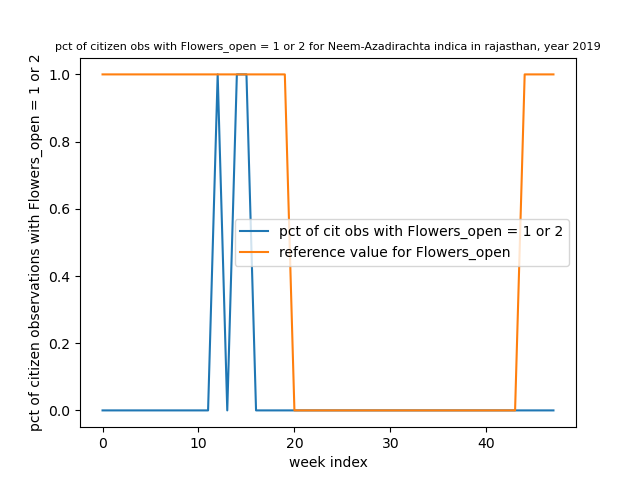 pct of citizen obs with Flowers_open = 1 or 2 for Neem-Azadirachta indica in rajasthan, year 2019
pct of citizen observations with Flowers_open = 1 or 2
1.0
0.8
0.6
0.4
0.2
0.0
pct of cit obs with Flowers_open = 1 or 2
reference value for Flowers_open
0 10 20 30 40
week index